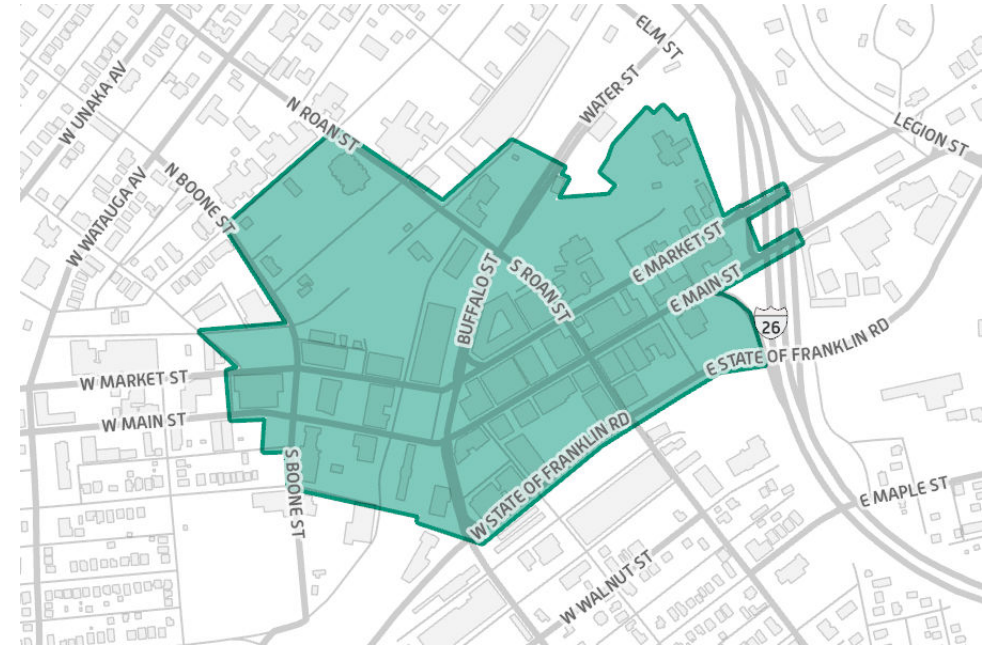 ELM ST
WATER ST
W UNAKA AV
N ROAN ST
LEGION ST
N BOONE ST
W WATAUGA AV
E MARKET ST
BUFFALO ST
S ROAN ST
E MAIN ST
26
E STATE OF FRANKLIN RD
W MARKET ST
W MAIN ST
W STATE OF FRANKLIN RD
S BOONE ST
E MAPLE ST
W WALNUT ST